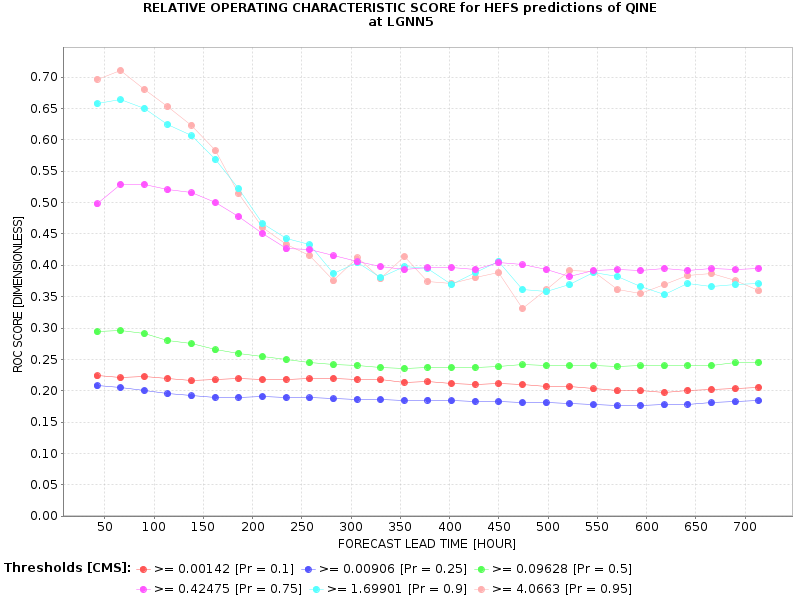 RELATIVE OPERATING CHARACTERISTIC SCORE for HEFS predictions of QINE
at LGNN5
ROC SCORE [DIMENSIONLESS]
0.70
0.65
0.60
0.55
0.50
0.45
0.40
0.35
0.30
0.25
0.20
0.15
0.10
0.05
0.00
50 100 150 200 250 300 350 400 450 500 550 600 650 700
FORECAST LEAD TIME [HOUR]
Thresholds [CMS]: >= 0.00142 [Pr = 0.1] >= 0.00906 [Pr = 0.25] >= 0.09628 [Pr = 0.5]
>= 0.42475 [Pr = 0.75] >= 1.69901 [Pr = 0.9] >= 4.0663 [Pr = 0.95]